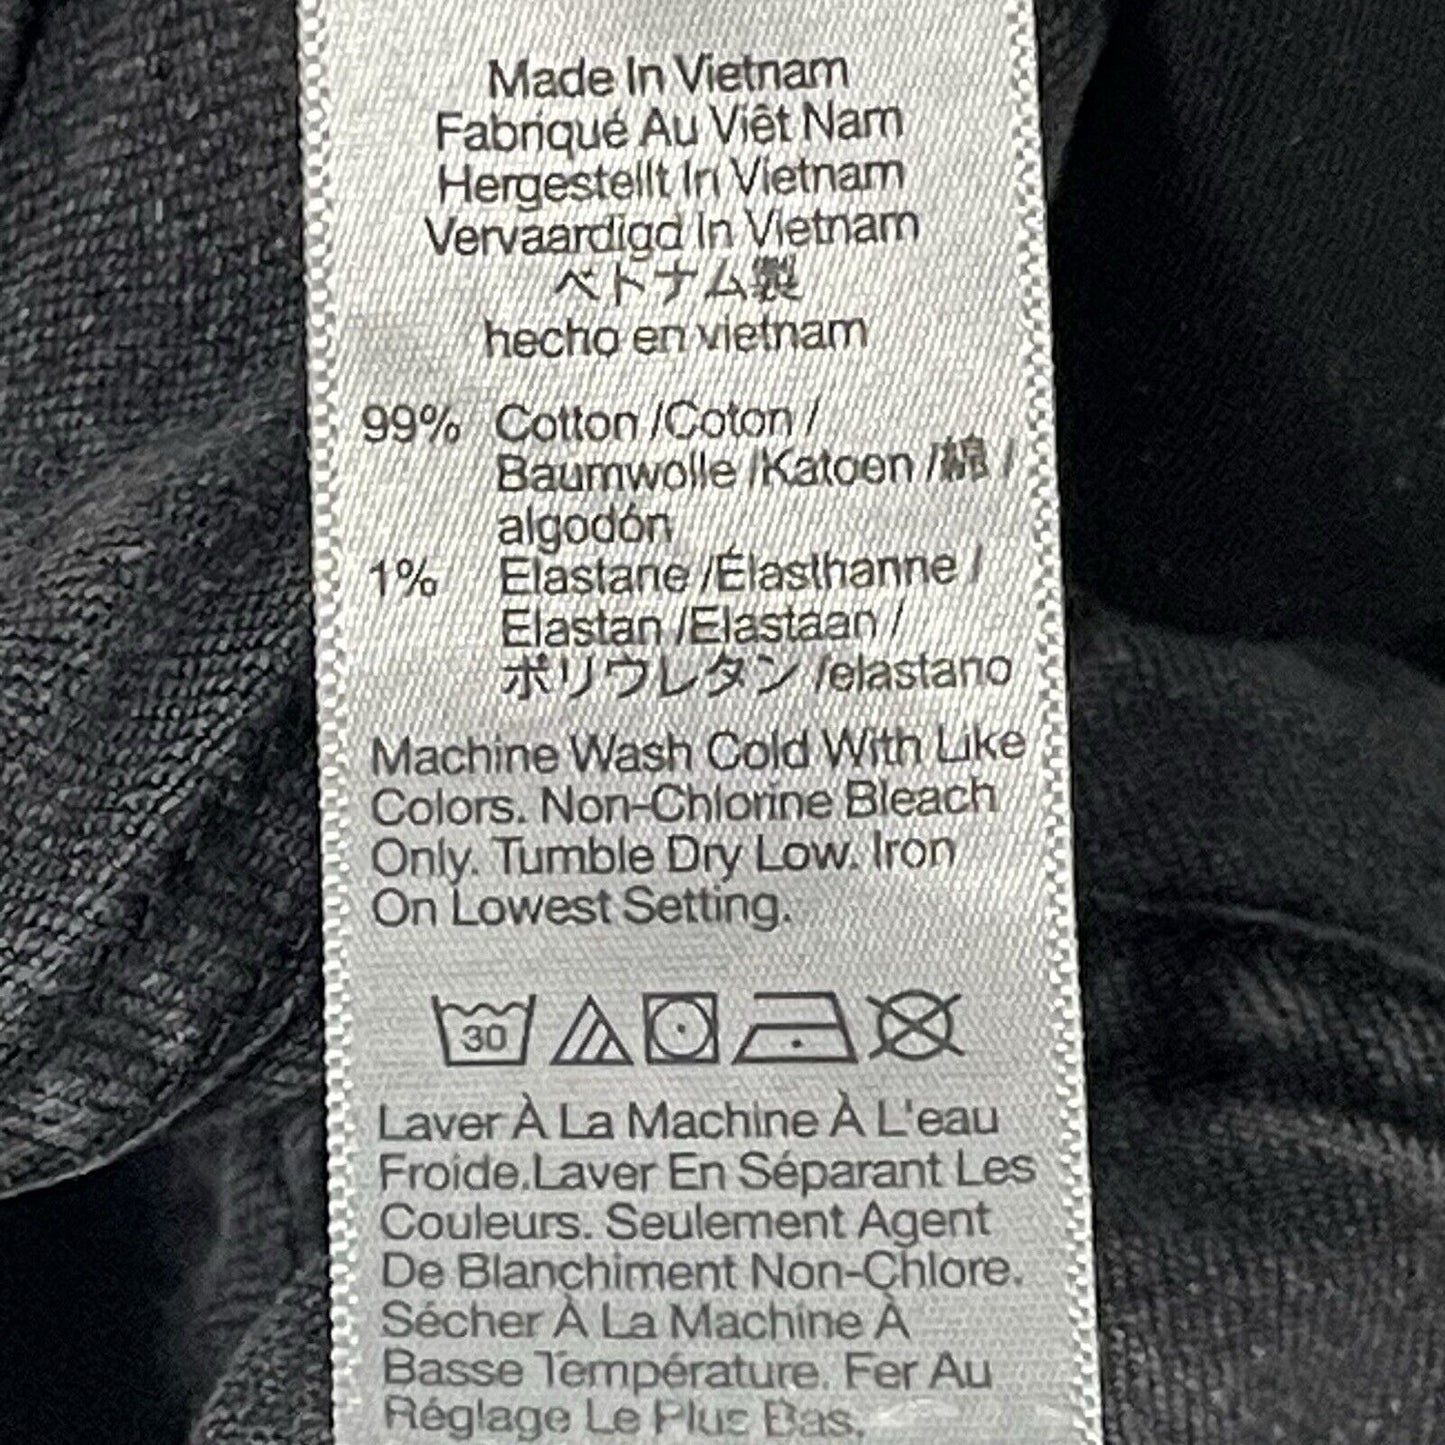 Made In Vietnam
Fabriqué Au Viêt Nam
Hergestellt In Vietnam
Vervaardigd In Vietnam
ベトナム製
hecho en vietnam
99% Cotton /Coton /
Baumwolle /Katoen /綿 /
algodón
1% Elastane /Élasthanne /
Elastan /Elastaan /
ポリウレタン /elastano
Machine Wash Cold With Like
Colors. Non-Chlorine Bleach
Only. Tumble Dry Low. Iron
On Lowest Setting.
30
Laver À La Machine À L'eau
Froide.Laver En Séparant Les
Couleurs. Seulement Agent
De Blanchiment Non-Chlore.
Sécher À La Machine À
Basse Température. Fer Au
Réglage Le Plus Bas.